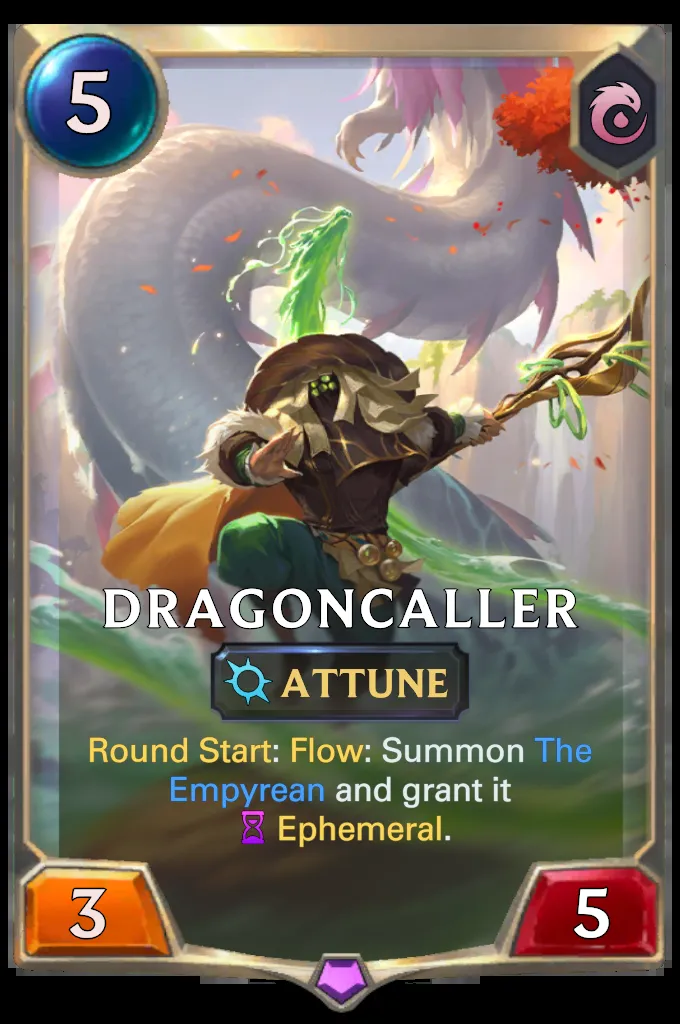 5
DRAGONCALLER
ATTUNE
Round Start: Flow: Summon The
Empyrean and grant it
Ephemeral.
3
5